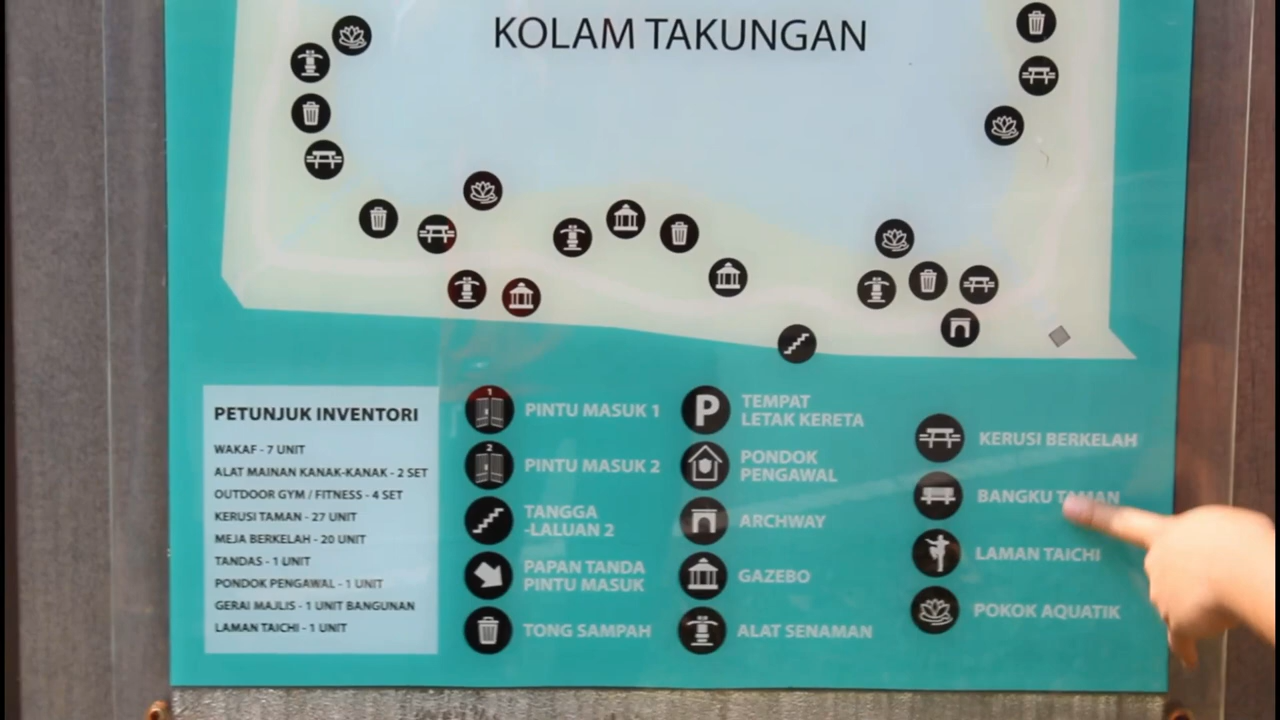 KOLAM TAKUNGAN
PETUNJUK INVENTORI
WAKAF - 7 UNIT
ALAT MAINAN KANAK-KANAK - 2 SET
OUTDOOR GYM / FITNESS - 4 SET
KERUSI TAMAN - 27 UNIT
MEJA BERKELAH - 20 UNIT
TANDAS - 1 UNIT
PONDOK PENGAWAL - 1 UNIT
GERAI MAJLIS - 1 UNIT BANGUNAN
LAMAN TAICHI - 1 UNIT
1
PINTU MASUK 1
2
PINTU MASUK 2
TANGGA
-LALUAN 2
PAPAN TANDA
PINTU MASUK
TONG SAMPAH
P
TEMPAT
LETAK KERETA
PONDOK
PENGAWAL
ARCHWAY
GAZEBO
ALAT SENAMAN
KERUSI BERKELAH
BANGKU TAMAN
LAMAN TAICHI
POKOK AQUATIK